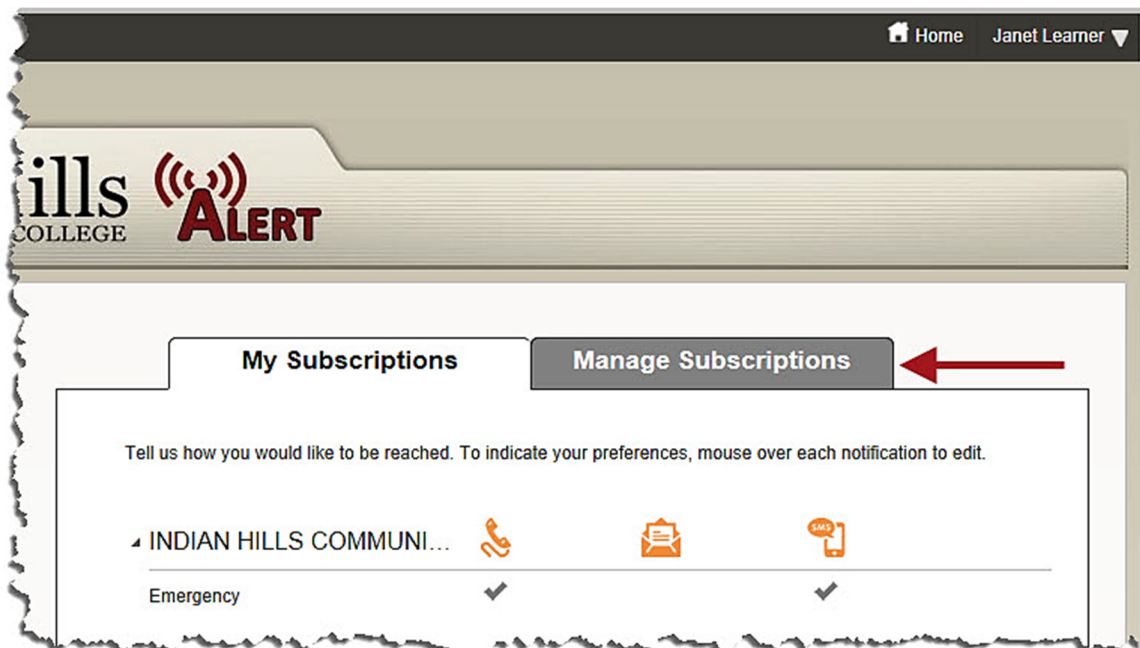 Home Janet Learner
ills
COLLEGE
ALERT
My Subscriptions Manage Subscriptions
Tell us how you would like to be reached. To indicate your preferences, mouse over each notification to edit.
INDIAN HILLS COMMUNI...
SMS
Emergency